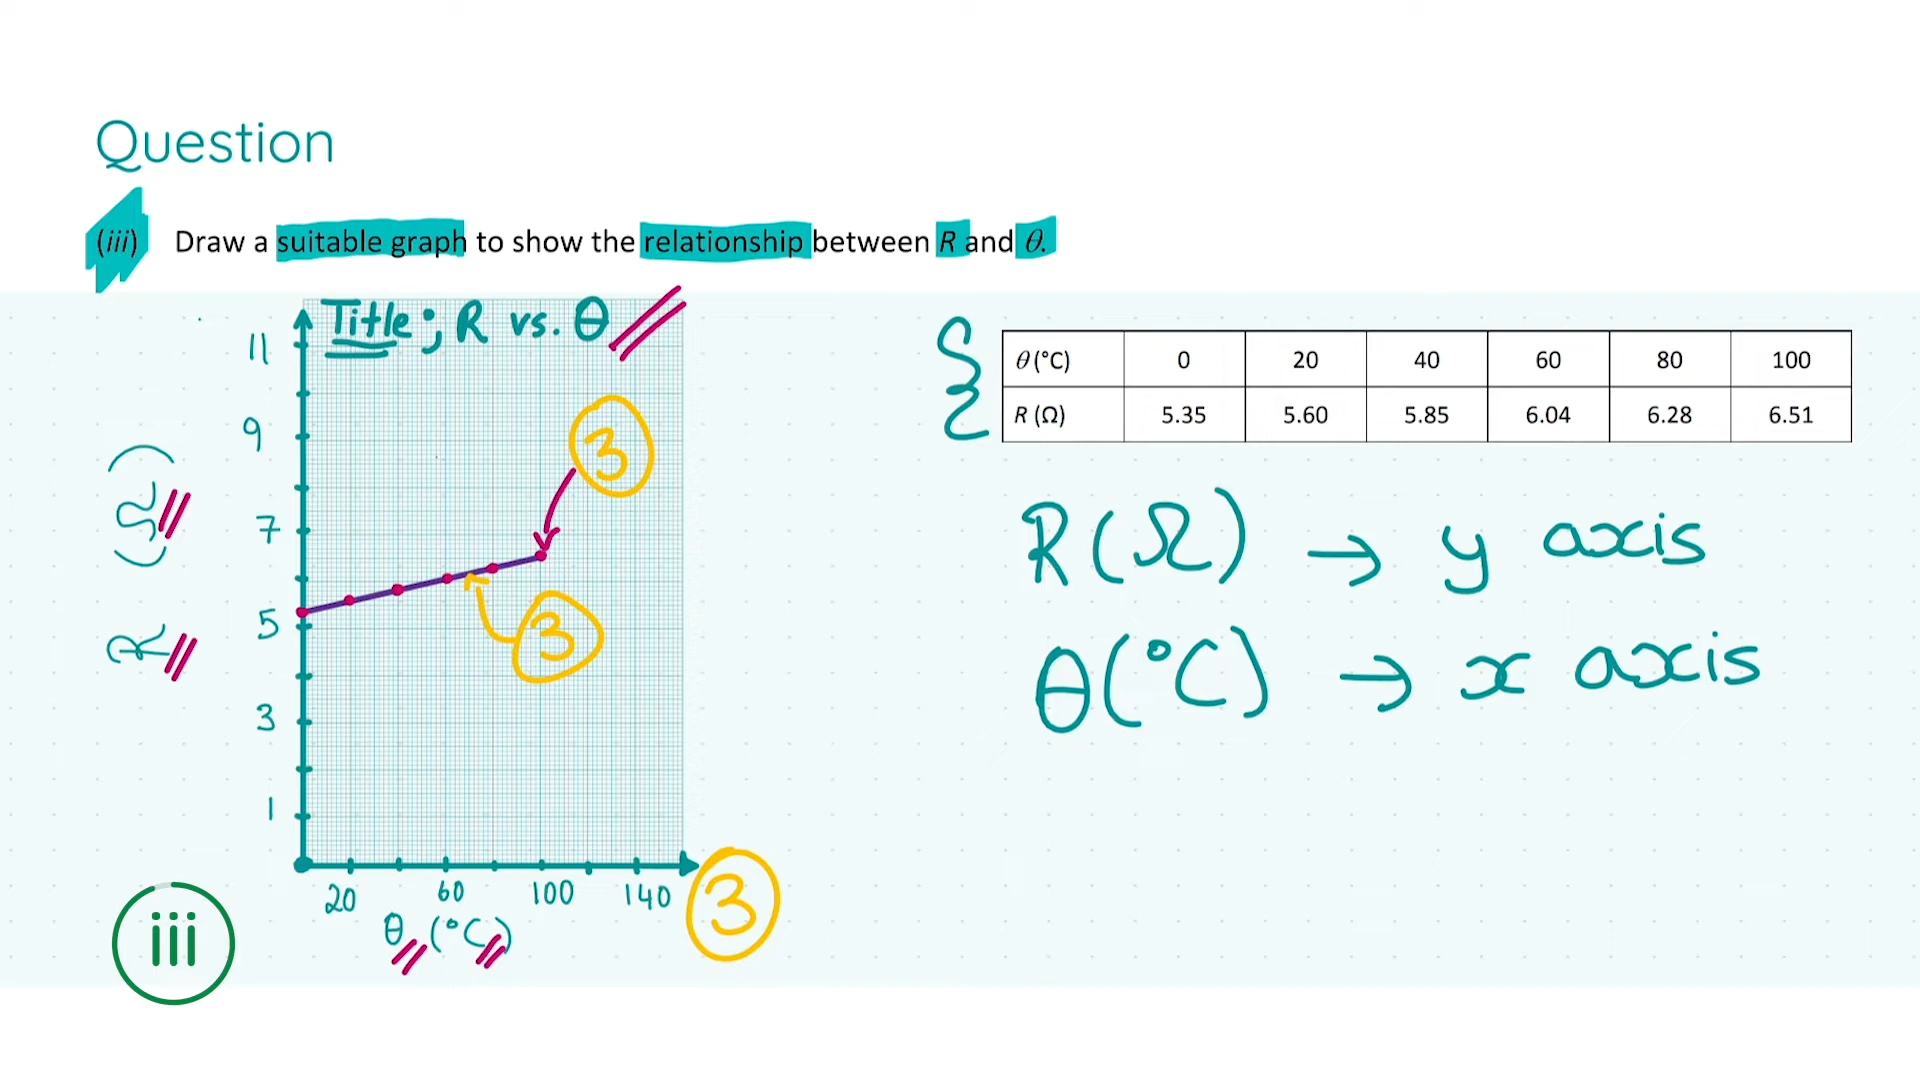 Question
(iii) Draw a suitable graph to show the relationship between R and θ.
Title; R vs. θ
11
9
7
5
3
1
R (Ω)
3
3
20 60 100 140
θ (°C)
3
θ (°C) 0 20 40 60 80 100
R (Ω) 5.35 5.60 5.85 6.04 6.28 6.51
R (Ω) → y axis
θ (°C) → x axis
iii